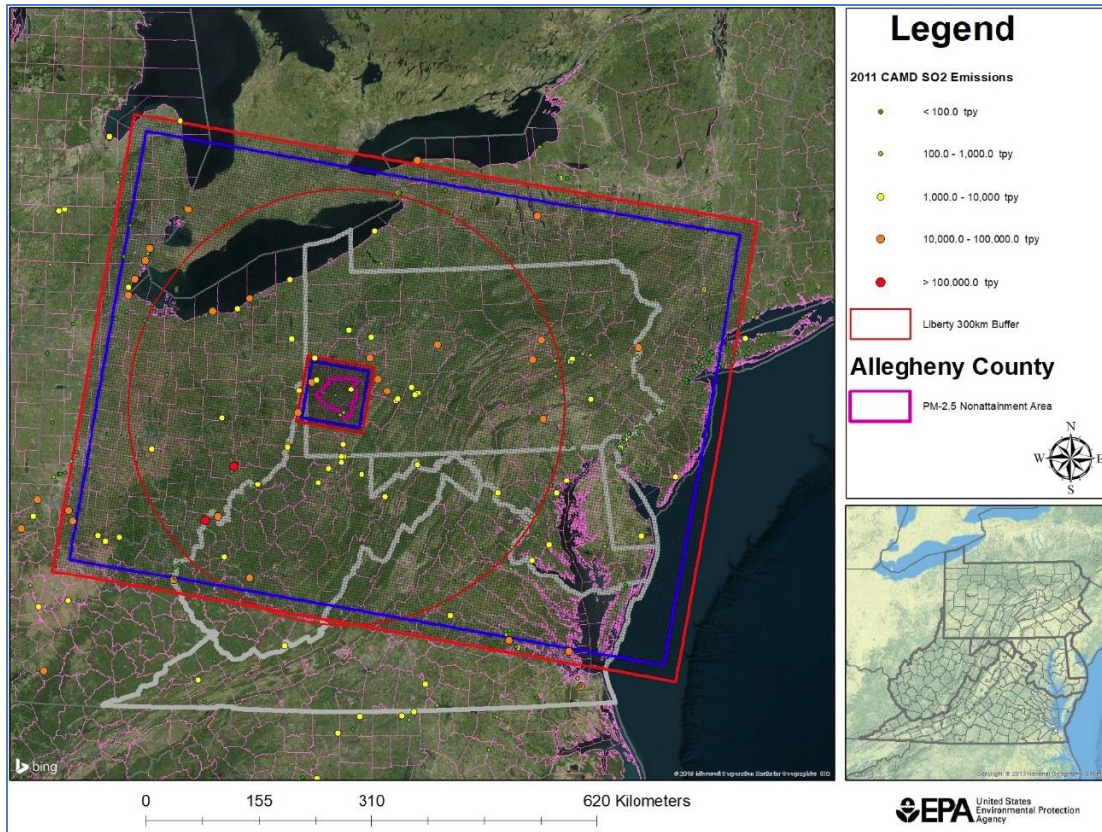 Legend
2011 CAMD SO2 Emissions
< 100.0 tpy
100.0 - 1,000.0 tpy
1,000.0 - 10,000 tpy
10,000.0 - 100,000.0 tpy
> 100,000.0 tpy
Liberty 300km Buffer
Allegheny County
PM-2.5 Nonattainment Area
N
W E
S
bing
0 155 310 620 Kilometers
EPA
United States
Environmental Protection
Agency